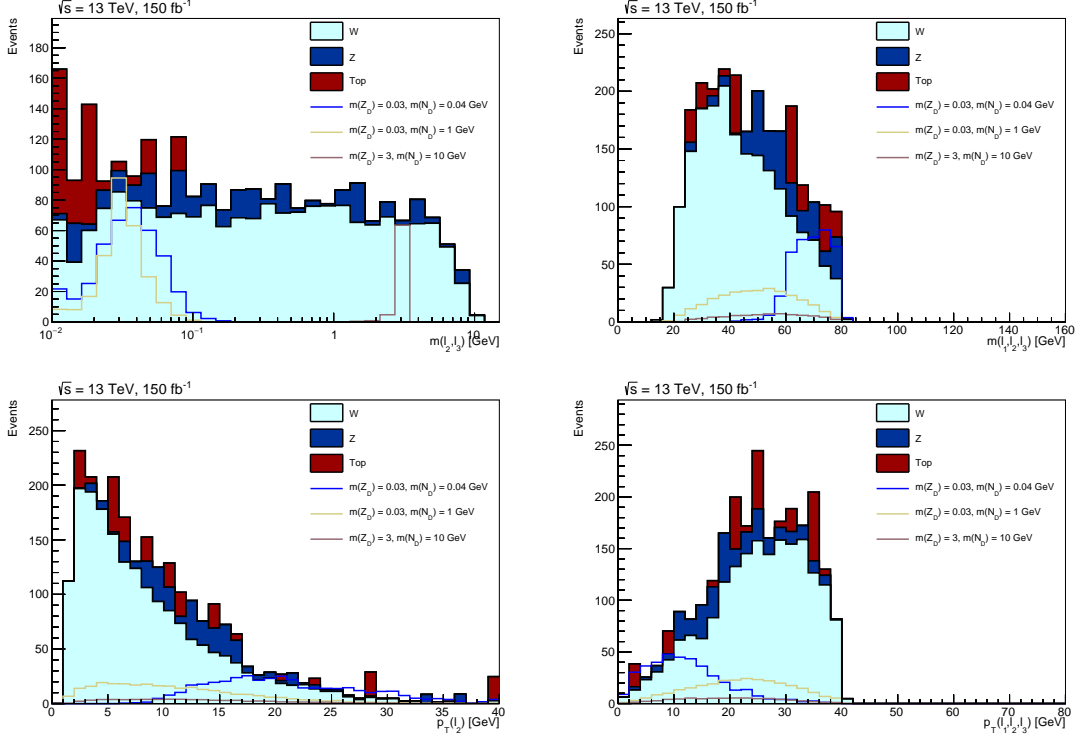 √s = 13 TeV, 150 fb⁻¹
Events
180
160
140
120
100
80
60
40
20
0
W
Z
Top
m(Z_D) = 0.03, m(N_D) = 0.04 GeV
m(Z_D) = 0.03, m(N_D) = 1 GeV
m(Z_D) = 3, m(N_D) = 10 GeV
10⁻² 10⁻¹ 1 10
m(l₂,l₃) [GeV]
√s = 13 TeV, 150 fb⁻¹
Events
250
200
150
100
50
0
W
Z
Top
m(Z_D) = 0.03, m(N_D) = 0.04 GeV
m(Z_D) = 0.03, m(N_D) = 1 GeV
m(Z_D) = 3, m(N_D) = 10 GeV
0 20 40 60 80 100 120 140 160
m(l₁,l₂,l₃) [GeV]
√s = 13 TeV, 150 fb⁻¹
Events
250
200
150
100
50
0
W
Z
Top
m(Z_D) = 0.03, m(N_D) = 0.04 GeV
m(Z_D) = 0.03, m(N_D) = 1 GeV
m(Z_D) = 3, m(N_D) = 10 GeV
0 5 10 15 20 25 30 35 40
p_T(l₂) [GeV]
√s = 13 TeV, 150 fb⁻¹
Events
250
200
150
100
50
0
W
Z
Top
m(Z_D) = 0.03, m(N_D) = 0.04 GeV
m(Z_D) = 0.03, m(N_D) = 1 GeV
m(Z_D) = 3, m(N_D) = 10 GeV
0 10 20 30 40 50 60 70 80
p_T(l₁,l₂,l₃) [GeV]